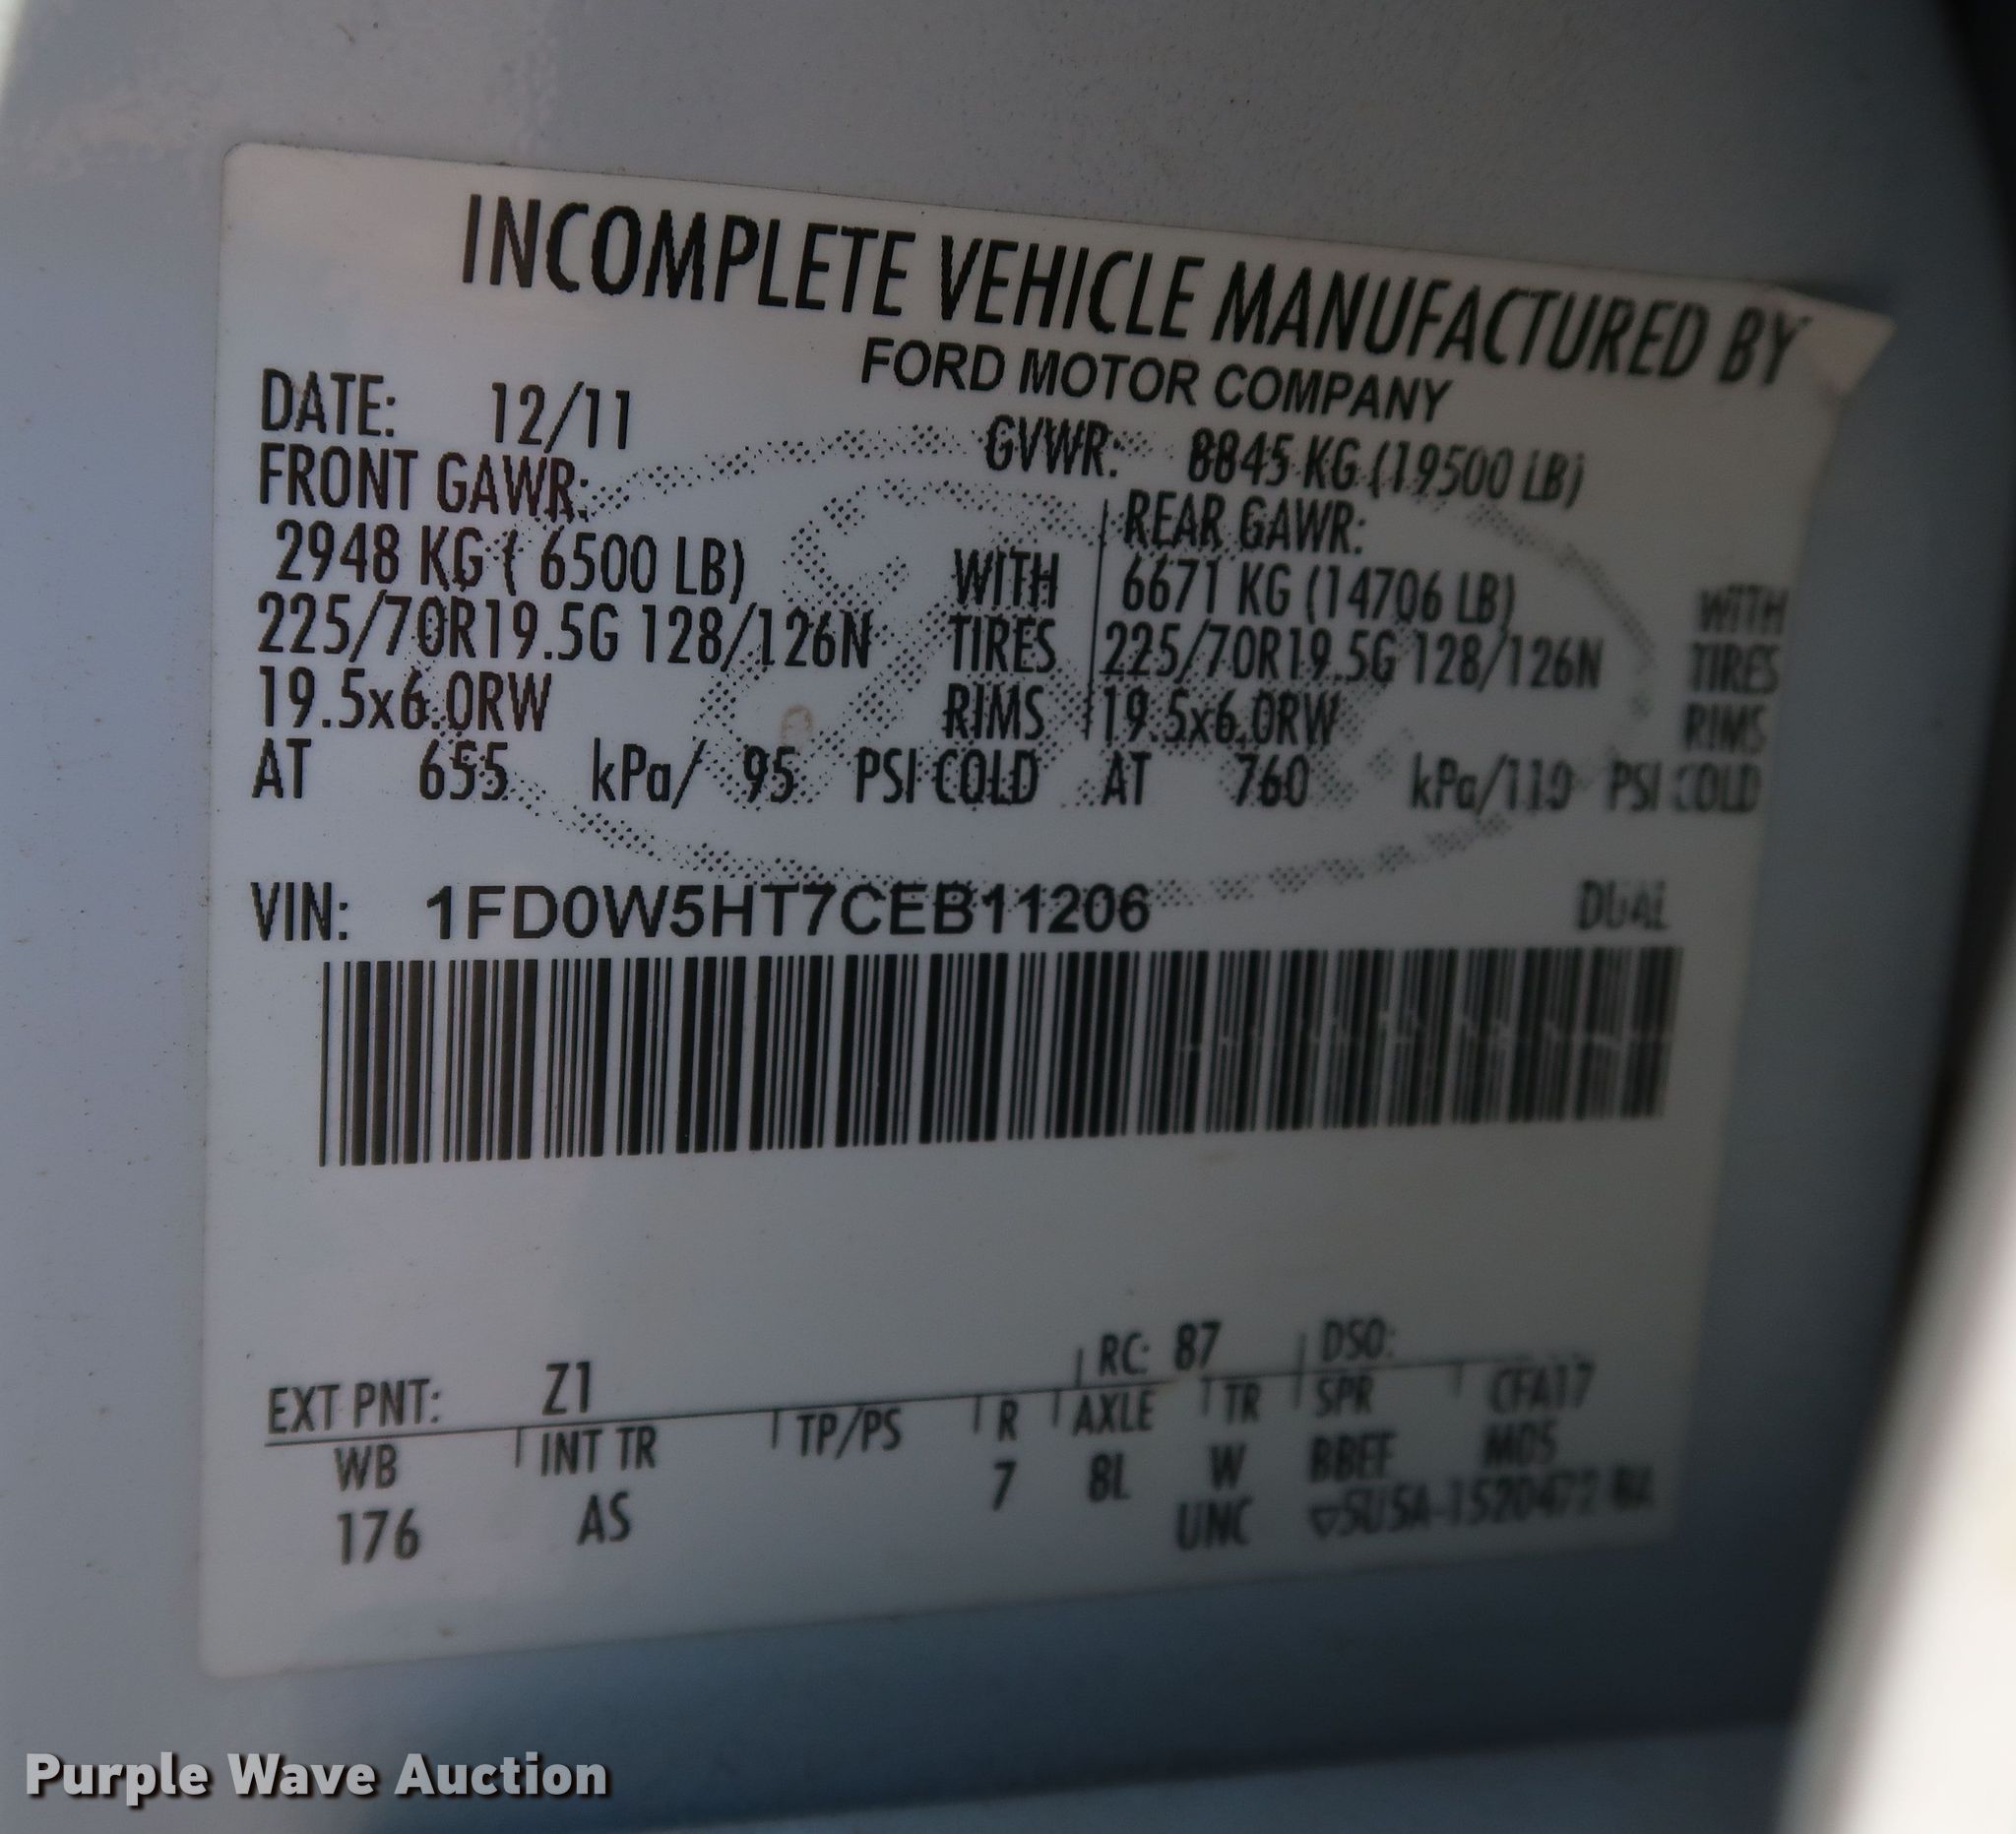 INCOMPLETE VEHICLE MANUFACTURED BY
FORD MOTOR COMPANY
DATE: 12/11 GVWR: 8845 KG (19500 LB)
FRONT GAWR: REAR GAWR:
2948 KG ( 6500 LB) WITH 6671 KG (14706 LB) WITH
225/70R19.5G 128/126N TIRES 225/70R19.5G 128/126N TIRES
19.5x6.0RW RIMS 19.5x6.0RW RIMS
AT 655 kPa/ 95 PSI COLD AT 760 kPa/110 PSI COLD
VIN: 1FD0W5HT7CEB11206 DUAL
EXT PNT: Z1 RC: 87 DSO:
WB INT TR TP/PS R AXLE TR SPR CFA17
176 AS 7 8L W BBEF M05
UNC
Purple Wave Auction